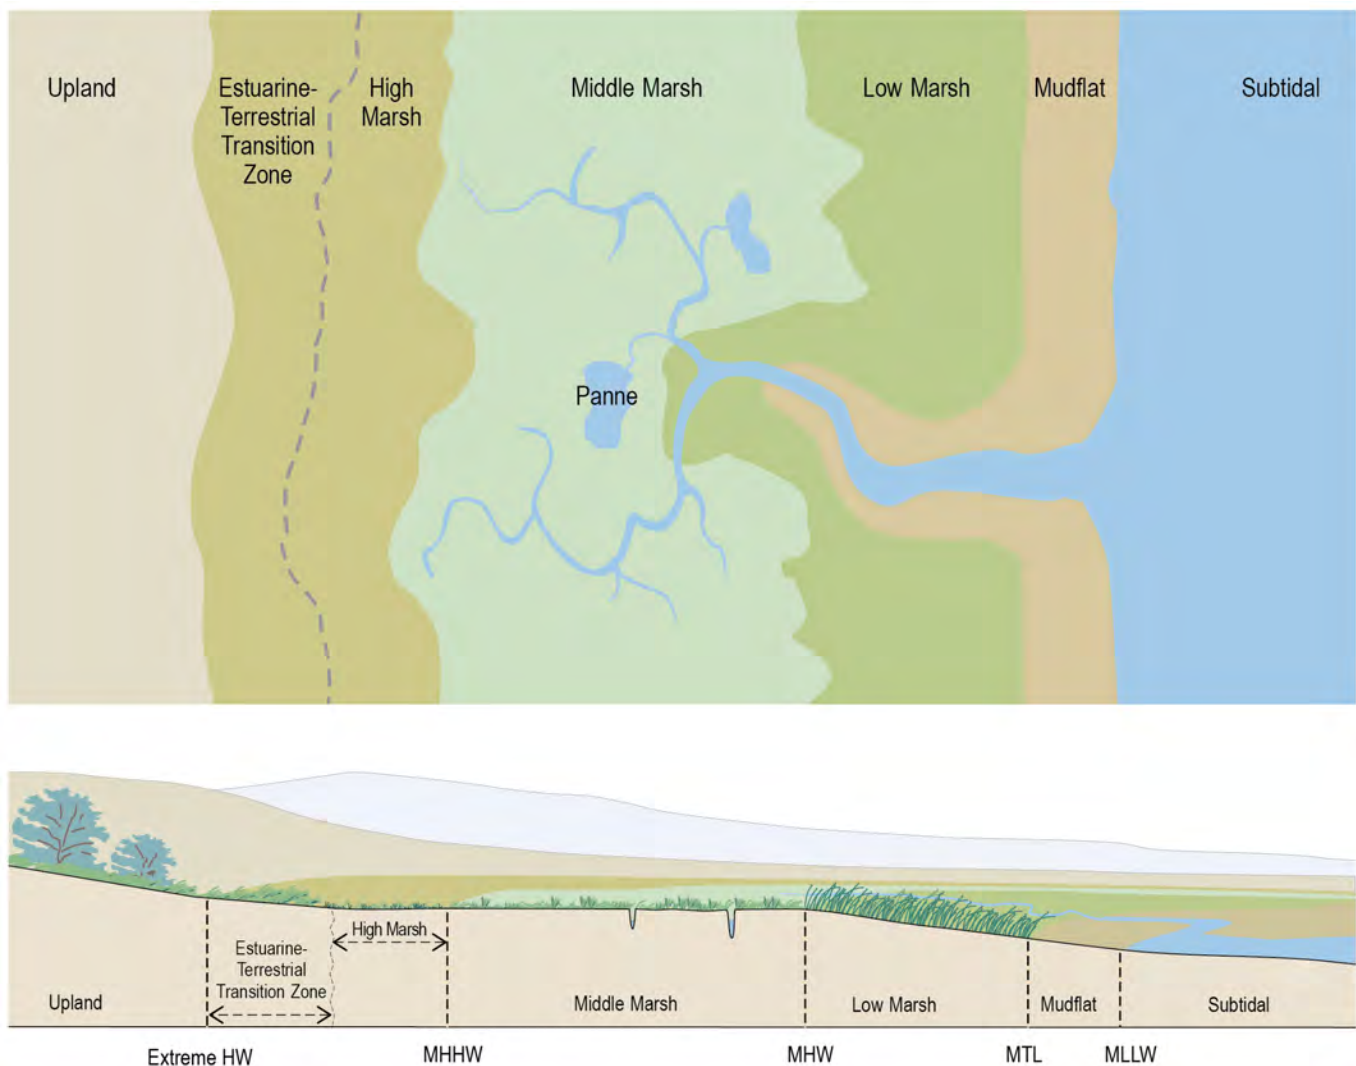 Upland
Estuarine-
Terrestrial
Transition
Zone
High
Marsh
Middle Marsh
Low Marsh
Mudflat
Subtidal
Panne
High Marsh
Estuarine-
Terrestrial
Transition Zone
Upland
Middle Marsh
Low Marsh
Mudflat
Subtidal
Extreme HW
MHHW
MHW
MTL
MLLW